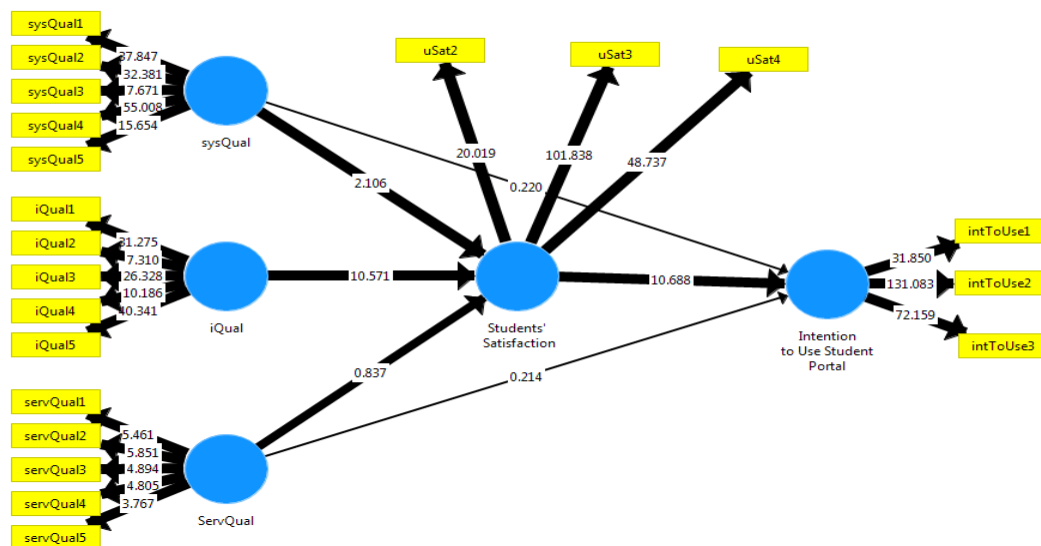 sysQual1
sysQual2
sysQual3
sysQual4
sysQual5
37.847
32.381
7.671
55.008
15.654
sysQual
uSat2
uSat3
uSat4
20.019
101.838
48.737
2.106
0.220
iQual1
iQual2
iQual3
iQual4
iQual5
31.275
7.310
26.328
10.186
40.341
iQual
10.571
Students'
Satisfaction
10.688
Intention
to Use Student
Portal
intToUse1
intToUse2
intToUse3
31.850
131.083
72.159
0.837
0.214
servQual1
servQual2
servQual3
servQual4
servQual5
5.461
5.851
4.894
4.805
3.767
ServQual